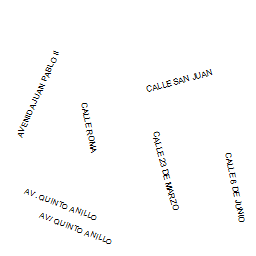 AVENIDA JUAN PABLO II
CALLE SAN JUAN
CALLE ROMA
CALLE 23 DE MARZO
CALLE 6 DE JUNIO
AV. QUINTO ANILLO
AV/ QUINTO ANILLO